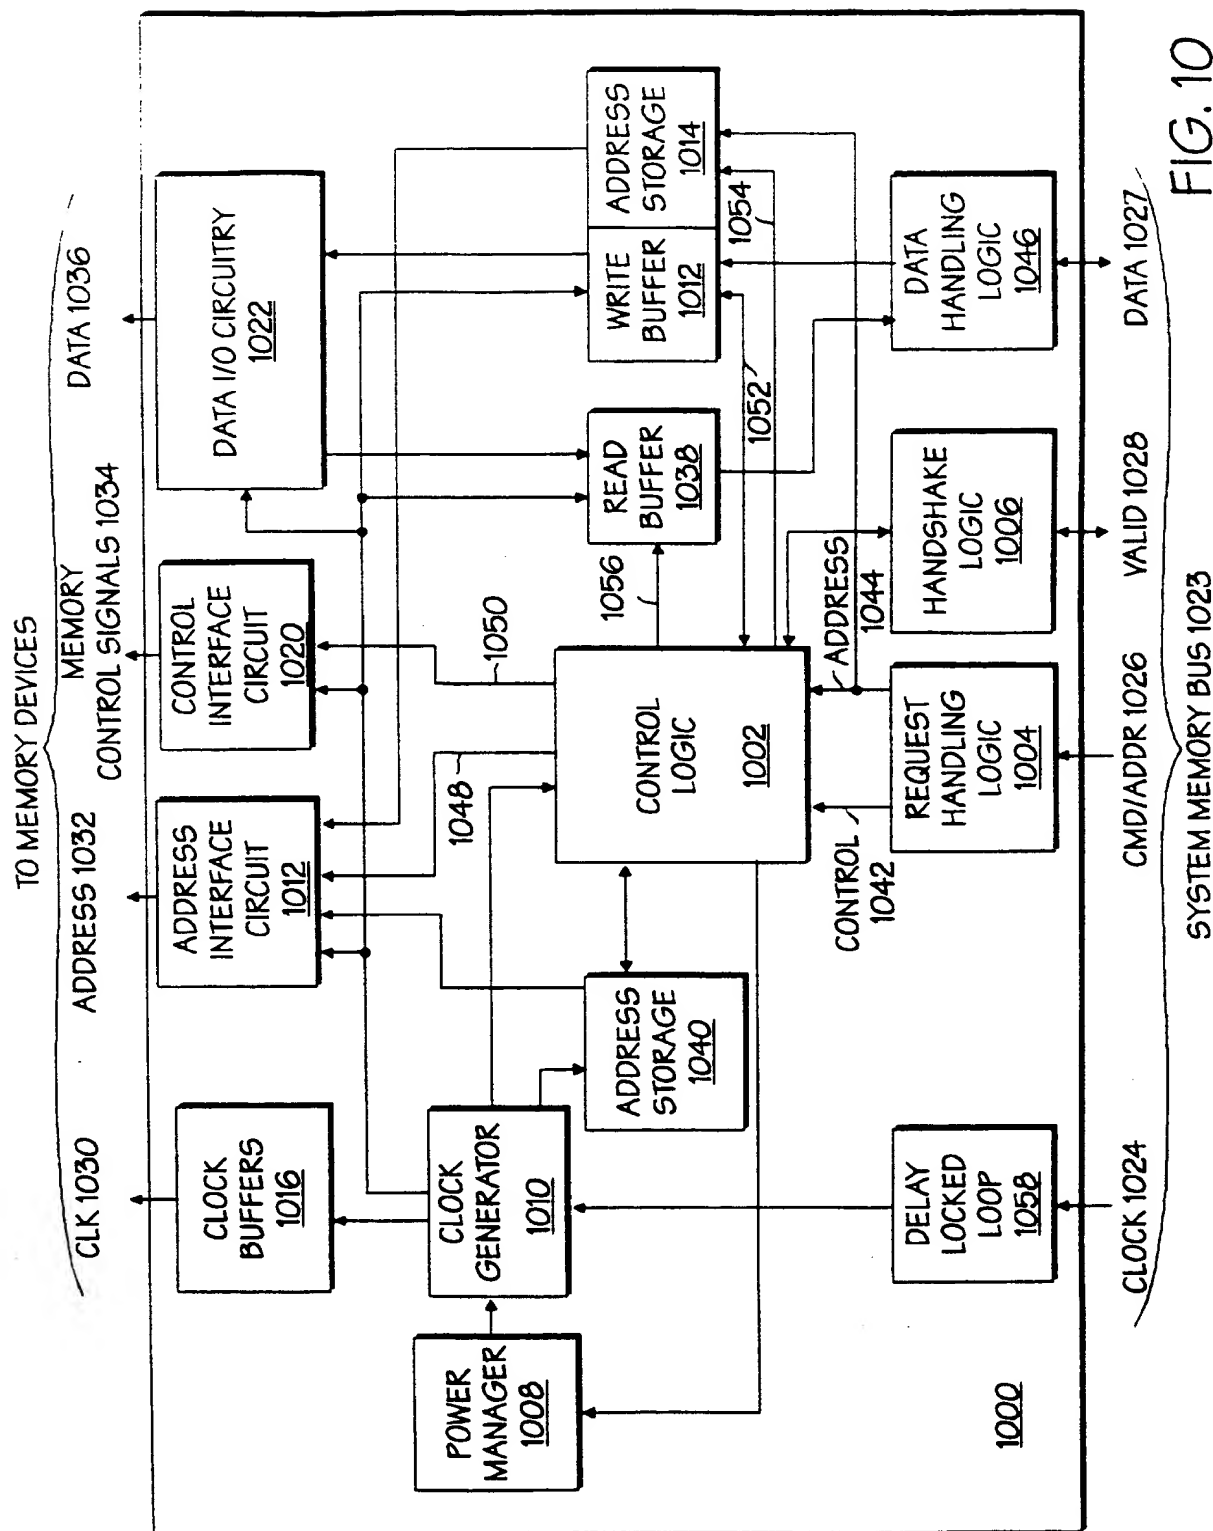 TO MEMORY DEVICES
CLK 1030
ADDRESS 1032
MEMORY
CONTROL SIGNALS 1034
DATA 1036
CLOCK
BUFFERS
1016
ADDRESS
INTERFACE
CIRCUIT
1012
CONTROL
INTERFACE
CIRCUIT
1020
DATA I/O CIRCUITRY
1022
POWER
MANAGER
1008
CLOCK
GENERATOR
1010
1048
1050
ADDRESS
STORAGE
1040
CONTROL
LOGIC
1002
1056
READ
BUFFER
1038
WRITE
BUFFER
1012
ADDRESS
STORAGE
1014
1052
1054
CONTROL
1042
ADDRESS
1044
DELAY
LOCKED
LOOP
1058
REQUEST
HANDLING
LOGIC
1004
HANDSHAKE
LOGIC
1006
DATA
HANDLING
LOGIC
1046
1000
CLOCK 1024
CMD/ADDR 1026
VALID 1028
DATA 1027
SYSTEM MEMORY BUS 1023
FIG. 10